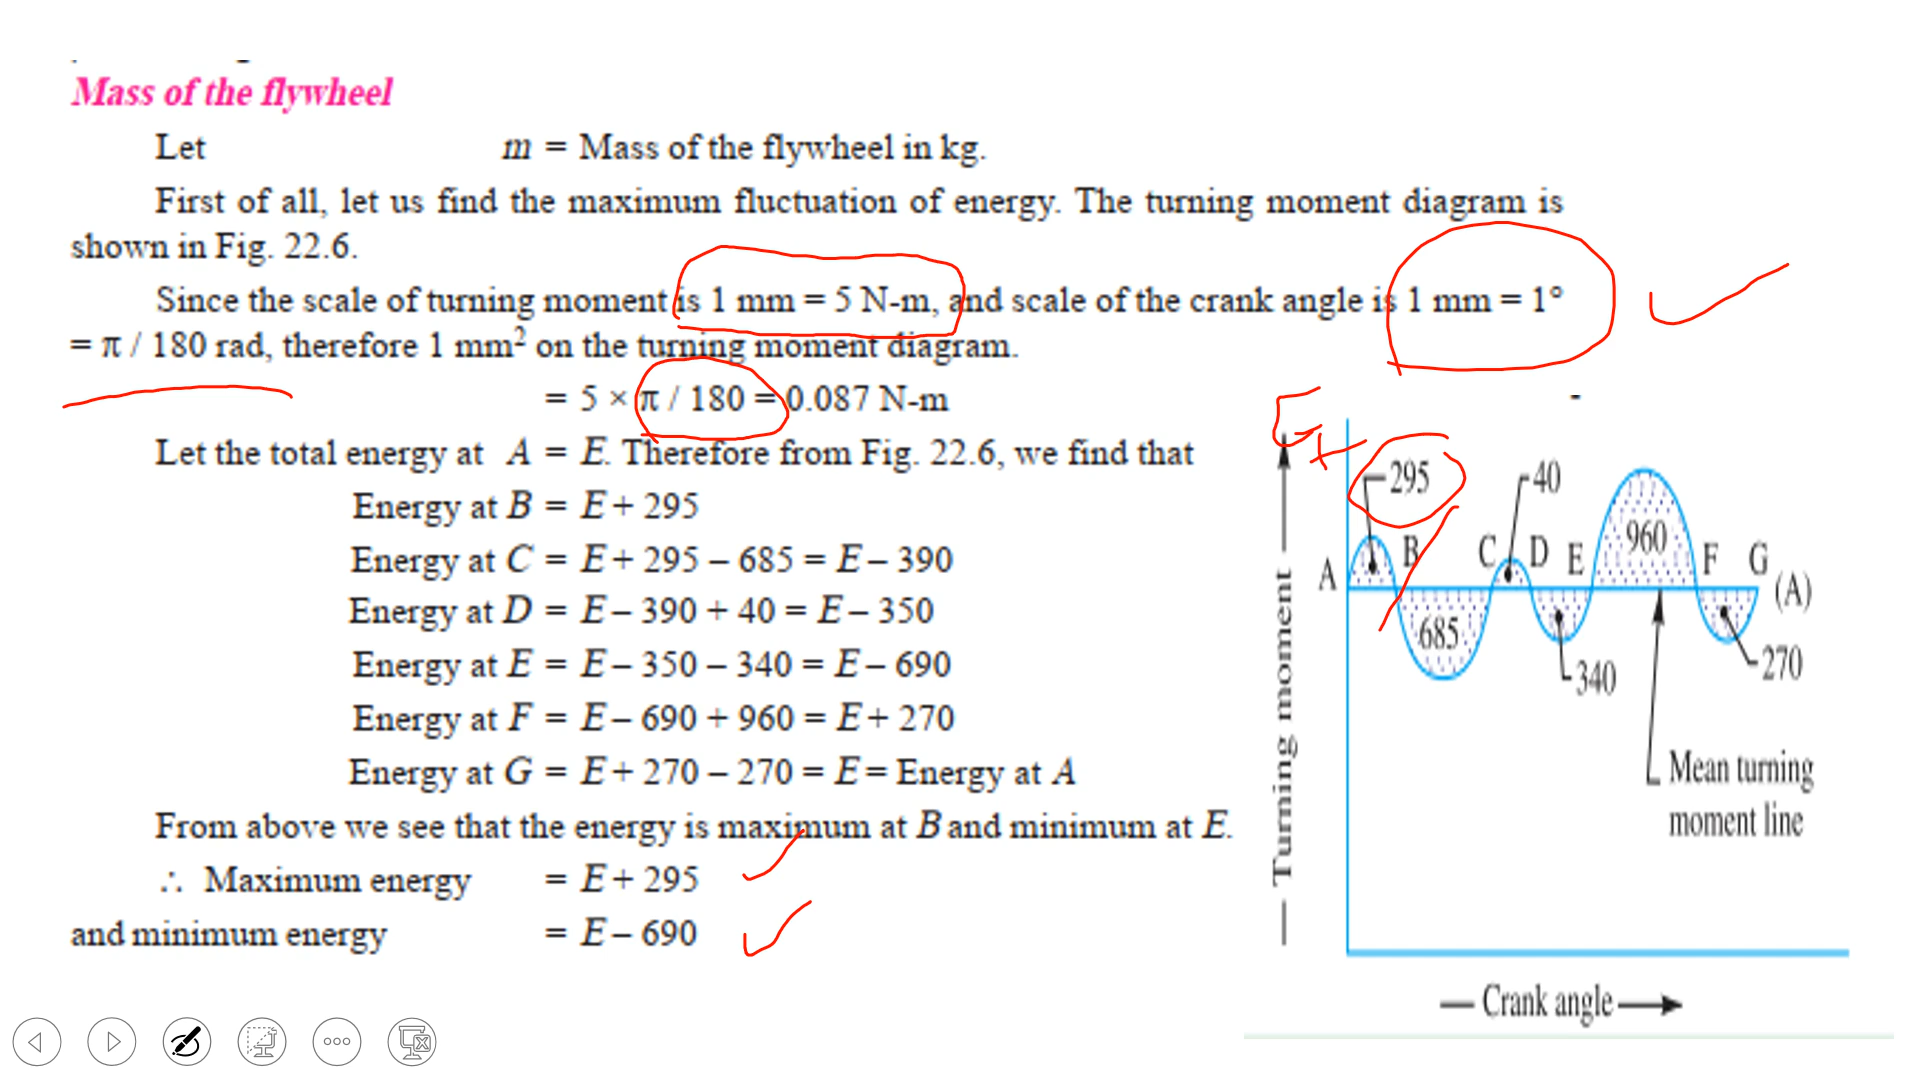 Mass of the flywheel
Let m = Mass of the flywheel in kg.
First of all, let us find the maximum fluctuation of energy. The turning moment diagram is
shown in Fig. 22.6.
Since the scale of turning moment is 1 mm = 5 N-m, and scale of the crank angle is 1 mm = 1°
= π / 180 rad, therefore 1 mm² on the turning moment diagram.
= 5 × π / 180 = 0.087 N-m
Let the total energy at A = E. Therefore from Fig. 22.6, we find that
Energy at B = E + 295
Energy at C = E + 295 – 685 = E – 390
Energy at D = E – 390 + 40 = E – 350
Energy at E = E – 350 – 340 = E – 690
Energy at F = E – 690 + 960 = E + 270
Energy at G = E + 270 – 270 = E = Energy at A
From above we see that the energy is maximum at B and minimum at E.
∴ Maximum energy = E + 295
and minimum energy = E – 690
E+
295
40
960
A
B
C
D
E
F
G
(A)
685
340
270
Mean turning
moment line
Turning moment
Crank angle